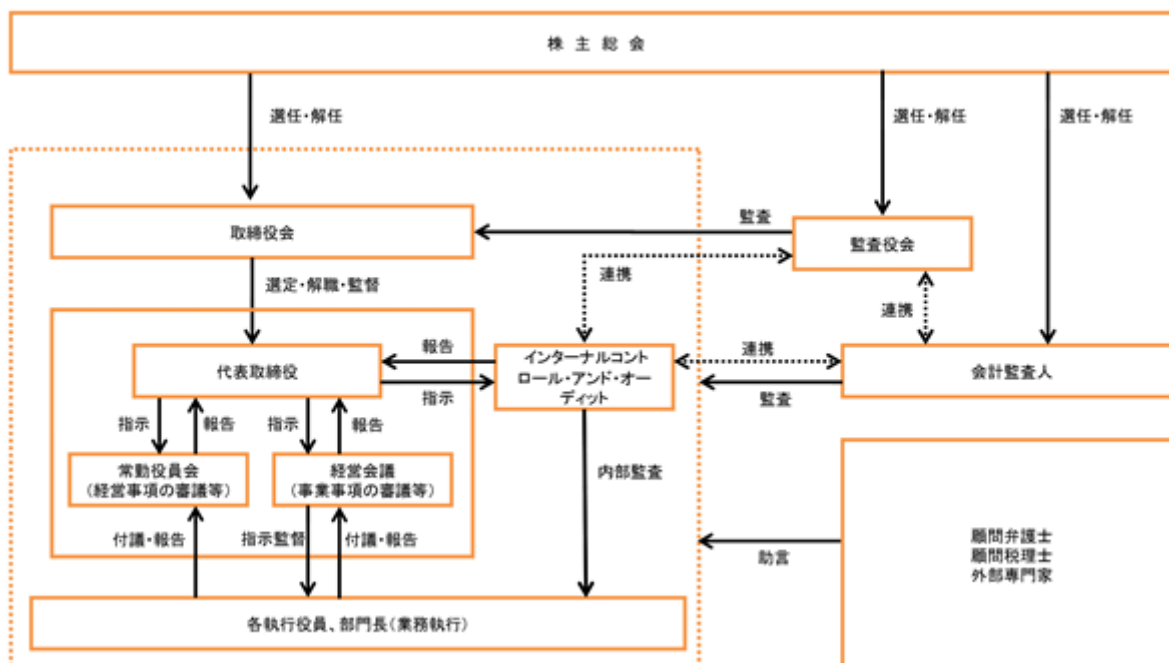 株 主 総 会
選任・解任
選任・解任
選任・解任
取締役会
監査
監査役会
連携
選定・解職・監督
連携
代表取締役
報告
指示
インターナルコント
ロール・アンド・オー
ディット
連携
監査
会計監査人
指示
報告
指示
報告
常勤役員会
(経営事項の審議等)
経営会議
(事業事項の審議等)
内部監査
付議・報告
指示監督
付議・報告
助言
顧問弁護士
顧問税理士
外部専門家
各執行役員、部門長(業務執行)